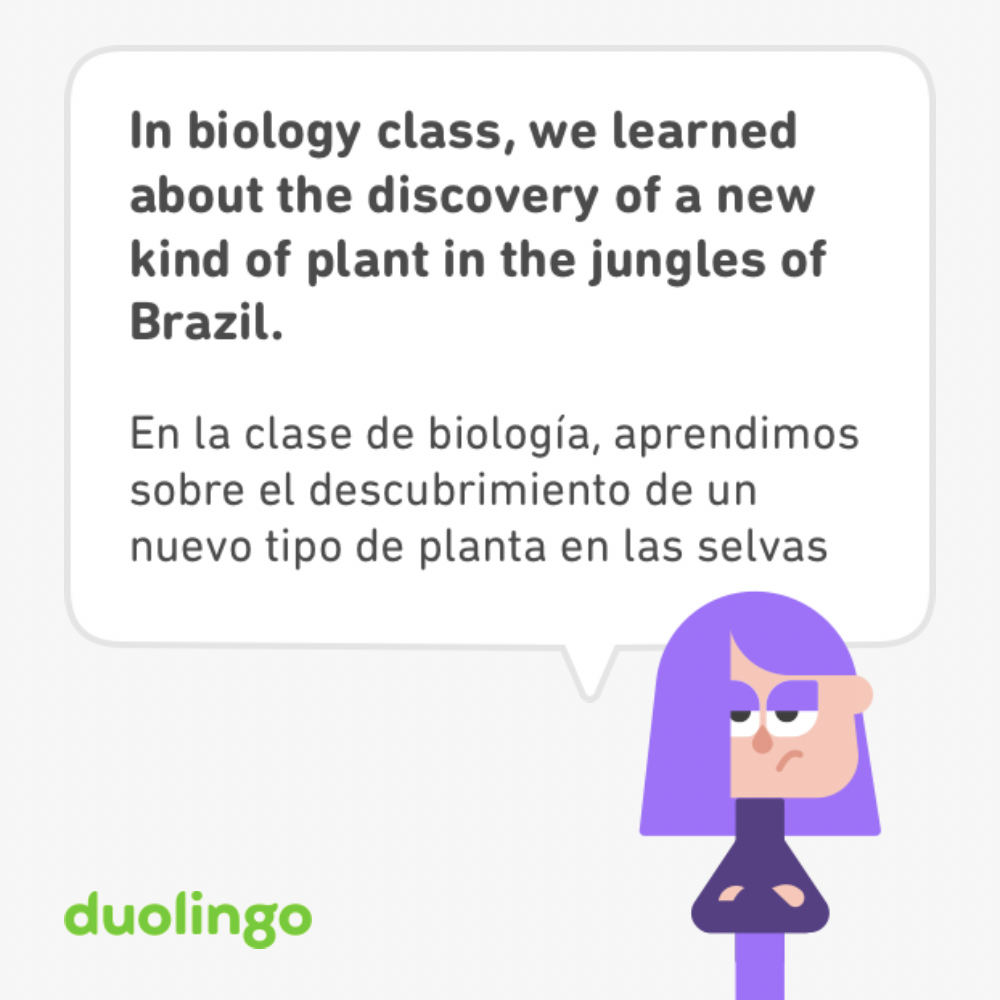 In biology class, we learned
about the discovery of a new
kind of plant in the jungles of
Brazil.
En la clase de biología, aprendimos
sobre el descubrimiento de un
nuevo tipo de planta en las selvas
duolingo